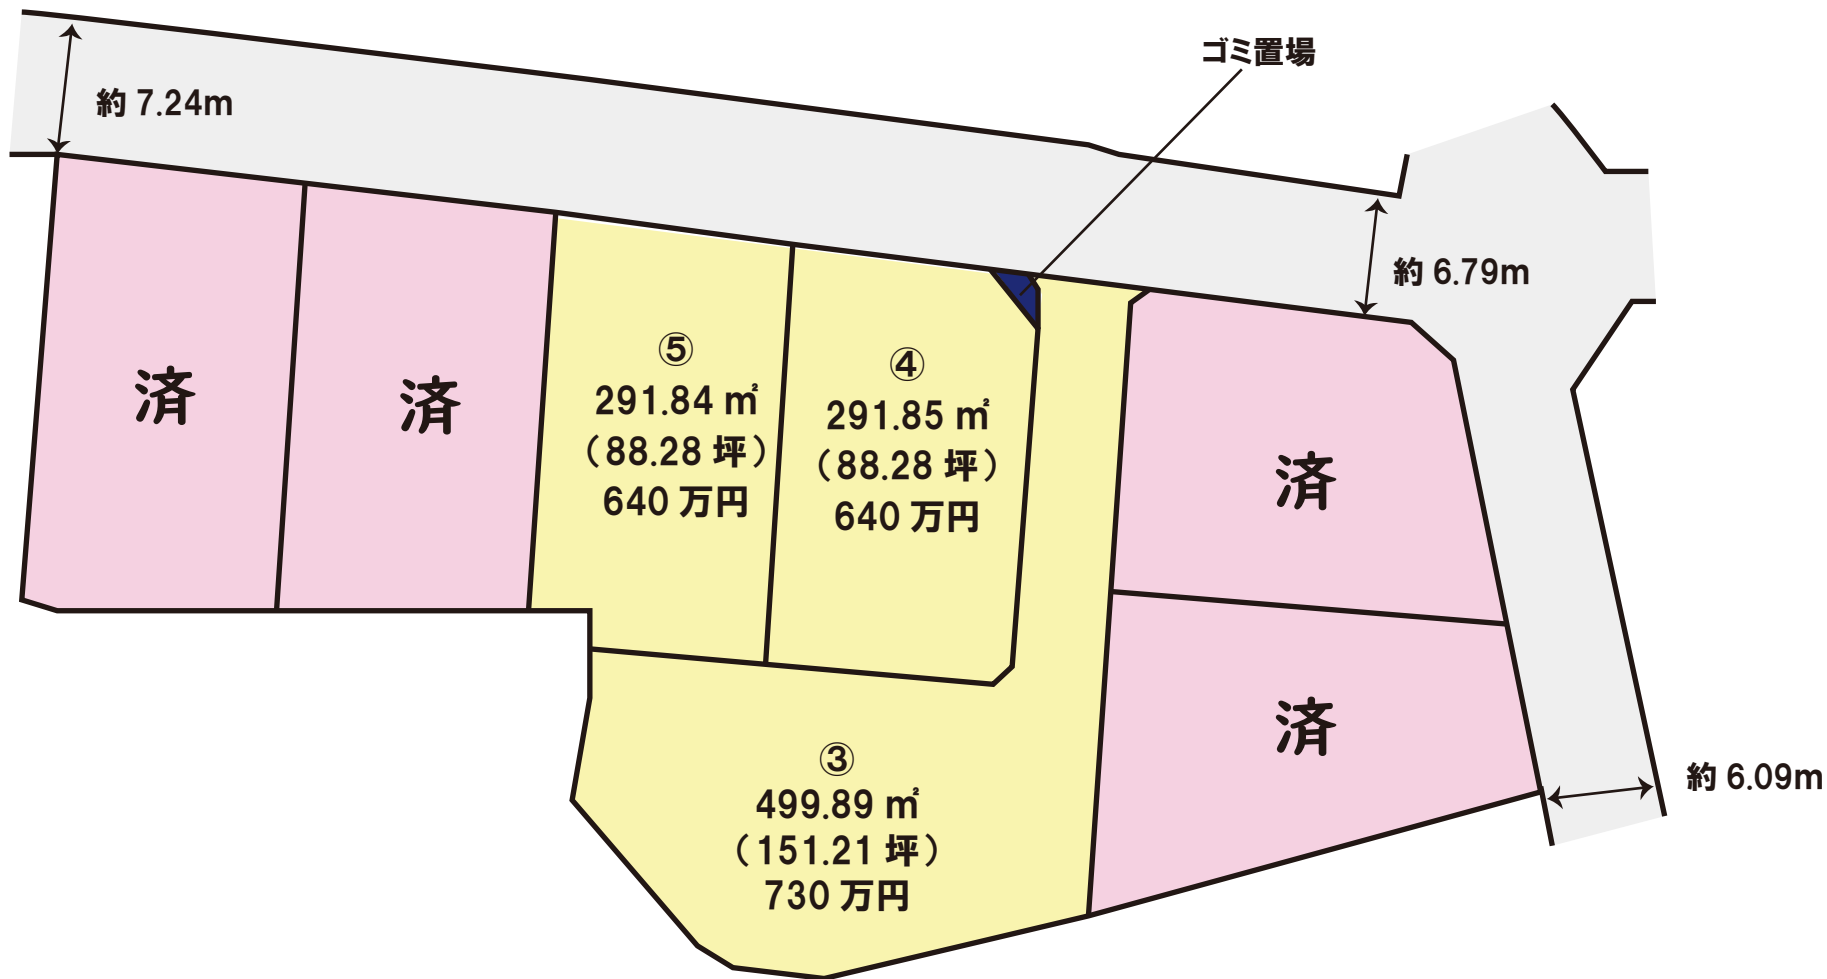 ゴミ置場
約 7.24m
約 6.79m
済
済
⑤
291.84 ㎡
（88.28 坪）
640 万円
④
291.85 ㎡
（88.28 坪）
640 万円
済
済
③
499.89 ㎡
（151.21 坪）
730 万円
約 6.09m